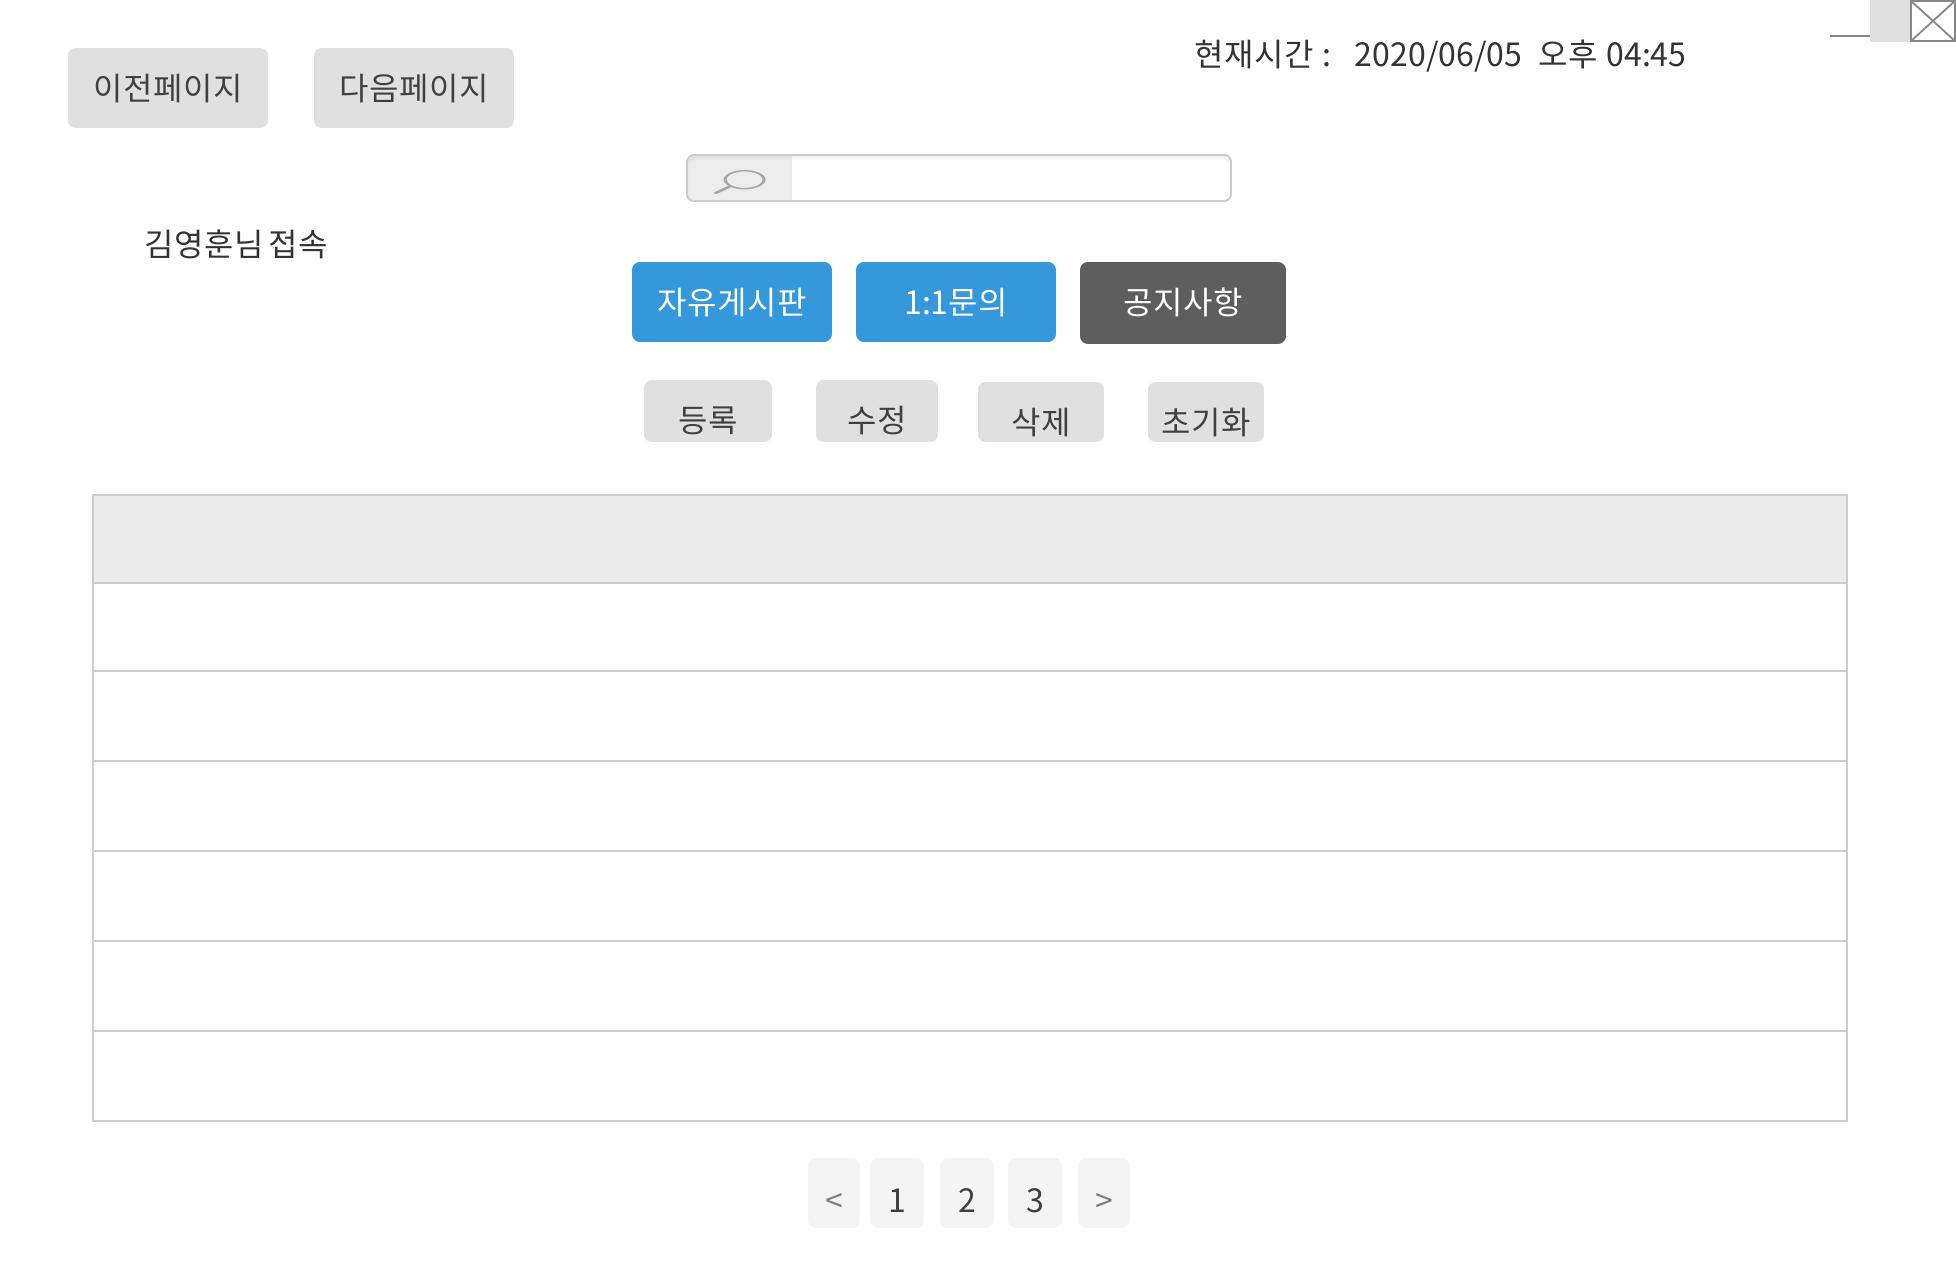 현재시간 : 2020/06/05 오후 04:45
이전페이지 다음페이지
김영훈님 접속
자유게시판 1:1문의 공지사항
등록 수정 삭제 초기화
< 1 2 3 >